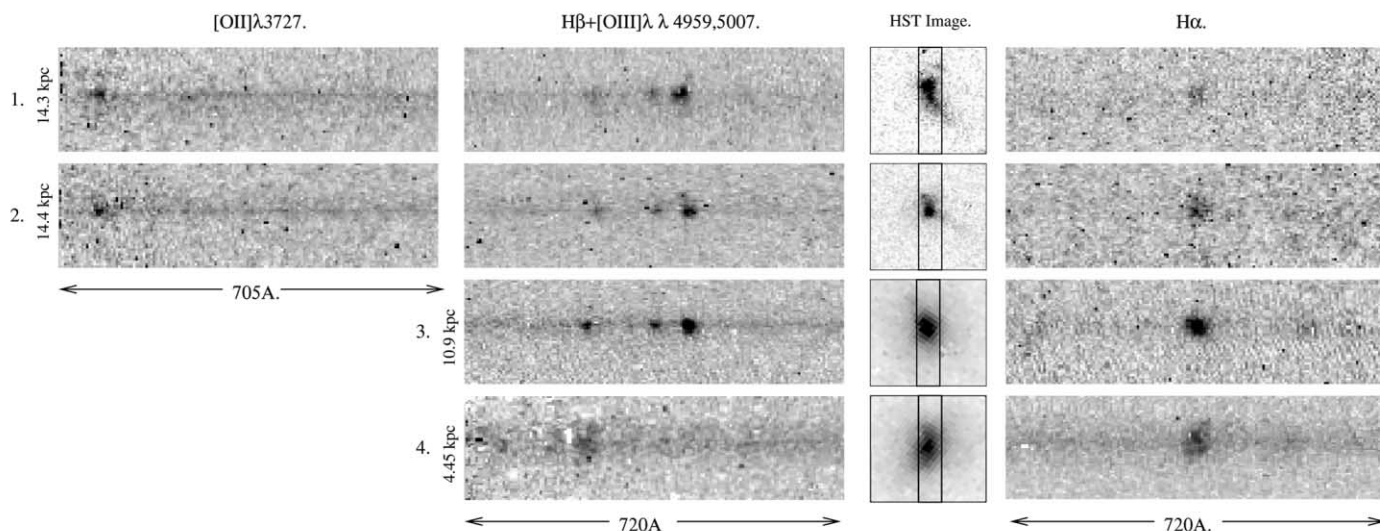 [OII]λ3727. Hβ+[OIII]λ λ 4959,5007. HST Image. Hα.
1. 14.3 kpc
2. 14.4 kpc
705A.
3. 10.9 kpc
4. 4.45 kpc
720A 720A.